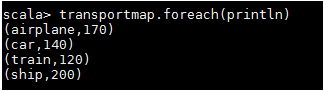 scala> transportmap.foreach(println)
(airplane,170)
(car,140)
(train,120)
(ship,200)